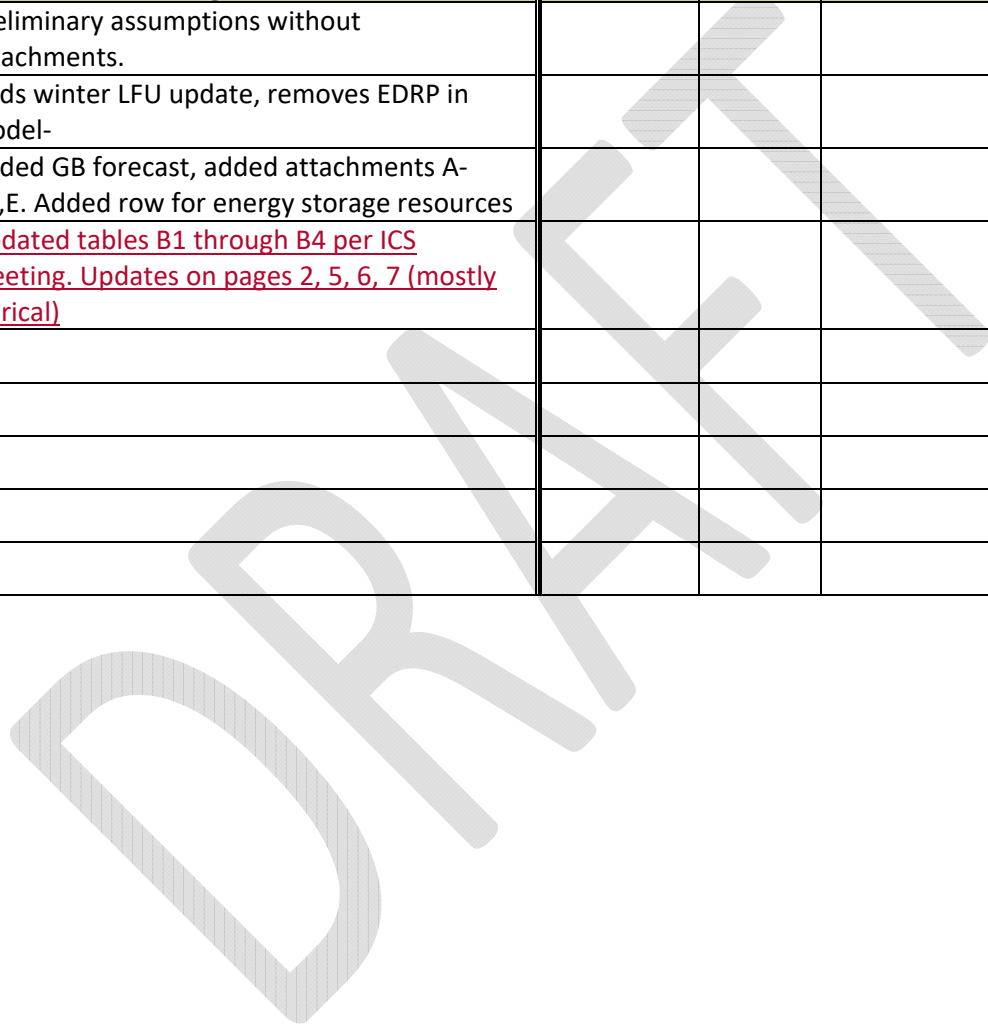 eliminary assumptions without
achments.
ds winter LFU update, removes EDRP in
odel-
ded GB forecast, added attachments A-
,E. Added row for energy storage resources
dated tables B1 through B4 per ICS
eeting. Updates on pages 2, 5, 6, 7 (mostly
rical)
DRAFT